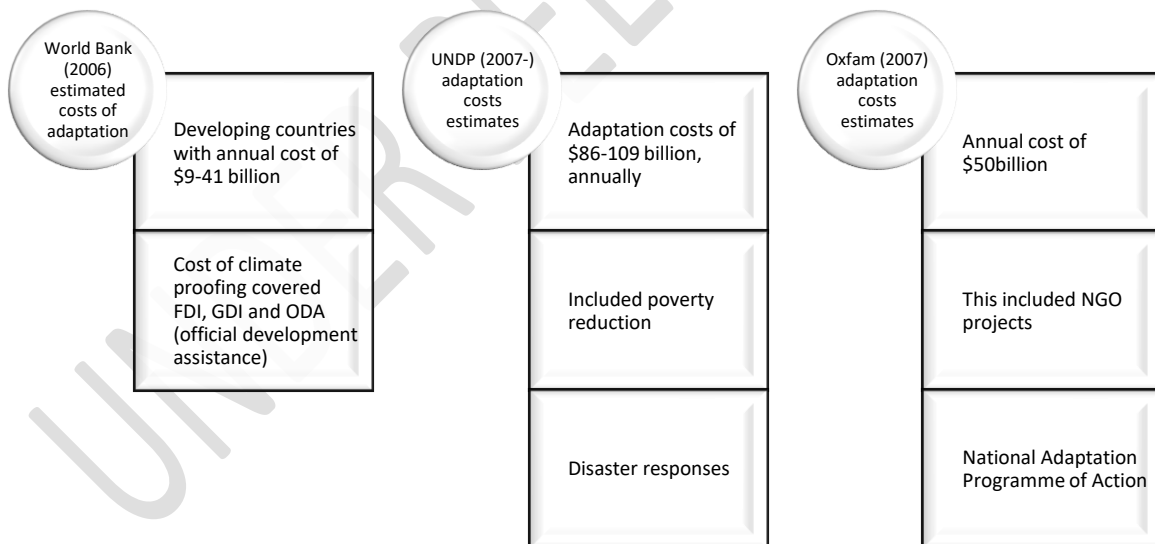 World Bank
(2006)
estimated
costs of
adaptation
Developing countries
with annual cost of
$9-41 billion
Cost of climate
proofing covered
FDI, GDI and ODA
(official development
assistance)
UNDP (2007-)
adaptation
costs
estimates
Adaptation costs of
$86-109 billion,
annually
Included poverty
reduction
Disaster responses
Oxfam (2007)
adaptation
costs
estimates
Annual cost of
$50billion
This included NGO
projects
National Adaptation
Programme of Action